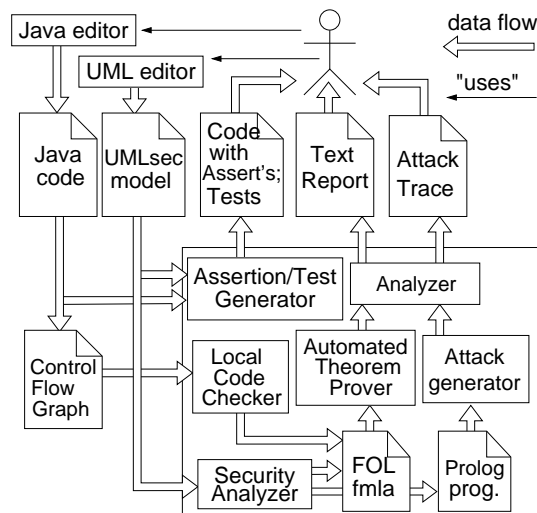 Java editor
data flow
UML editor
"uses"
Java
code
UMLsec
model
Code
with
Assert's;
Tests
Text
Report
Attack
Trace
Assertion/Test
Generator
Analyzer
Control
Flow
Graph
Local
Code
Checker
Automated
Theorem
Prover
Attack
generator
Security
Analyzer
FOL
fmla
Prolog
prog.